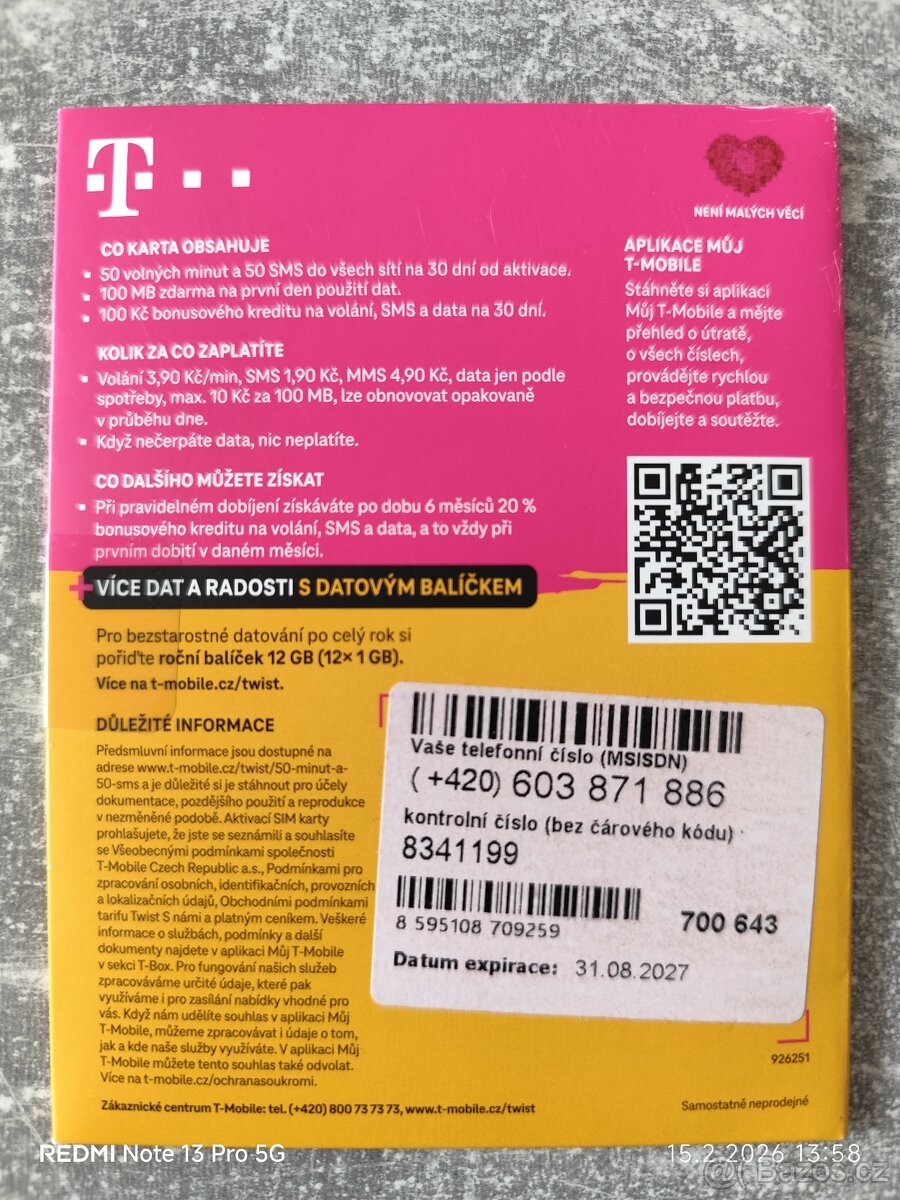 T
NENÍ MALÝCH VĚCÍ
CO KARTA OBSAHUJE
50 volných minut a 50 SMS do všech sítí na 30 dní od aktivace.
100 MB zdarma na první den použití dat.
100 Kč bonusového kreditu na volání, SMS a data na 30 dní.
KOLIK ZA CO ZAPLATÍTE
Volání 3,90 Kč/min, SMS 1,90 Kč, MMS 4,90 Kč, data jen podle
spotřeby, max. 10 Kč za 100 MB, lze obnovovat opakovaně
v průběhu dne.
Když nečerpáte data, nic neplatíte.
CO DALŠÍHO MŮŽETE ZÍSKAT
Při pravidelném dobíjení získáváte po dobu 6 měsíců 20 %
bonusového kreditu na volání, SMS a data, a to vždy při
prvním dobití v daném měsíci.
APLIKACE MŮJ
T-MOBILE
Stáhněte si aplikaci
Můj T-Mobile a mějte
přehled o útratě,
o všech číslech,
provádějte rychlou
a bezpečnou platbu,
dobíjejte a soutěžte.
+ VÍCE DAT A RADOSTI S DATOVÝM BALÍČKEM
Pro bezstarostné datování po celý rok si
pořiďte roční balíček 12 GB (12× 1 GB).
Více na t-mobile.cz/twist.
DŮLEŽITÉ INFORMACE
Předsmluvní informace jsou dostupné na
adrese www.t-mobile.cz/twist/50-minut-a-
50-sms a je důležité si je stáhnout pro účely
dokumentace, pozdějšího použití a reprodukce
v nezměněné podobě. Aktivací SIM karty
prohlašujete, že jste se seznámili a souhlasíte
se Všeobecnými podmínkami společnosti
T-Mobile Czech Republic a.s., Podmínkami pro
zpracování osobních, identifikačních, provozních
a lokalizačních údajů, Obchodními podmínkami
tarifu Twist S námi a platným ceníkem. Veškeré
informace o službách, podmínky a další
dokumenty najdete v aplikaci Můj T-Mobile
v sekci T-Box. Pro fungování našich služeb
zpracováváme určité údaje, které pak
využíváme i pro zasílání nabídky vhodné pro
vás. Když nám udělíte souhlas v aplikaci Můj
T-Mobile, můžeme zpracovávat i údaje o tom,
jak a kde naše služby využíváte. V aplikaci Můj
T-Mobile můžete tento souhlas také odvolat.
Více na t-mobile.cz/ochranasoukromi.
Vaše telefonní číslo (MSISDN)
( +420) 603 871 886
kontrolní číslo (bez čárového kódu)
8341199
8 595108 709259
700 643
Datum expirace: 31.08.2027
926251
Zákaznické centrum T-Mobile: tel. (+420) 800 73 73 73, www.t-mobile.cz/twist
Samostatně neprodejné
REDMI Note 13 Pro 5G
15.2.2026 13:58
@ Bazos.cz